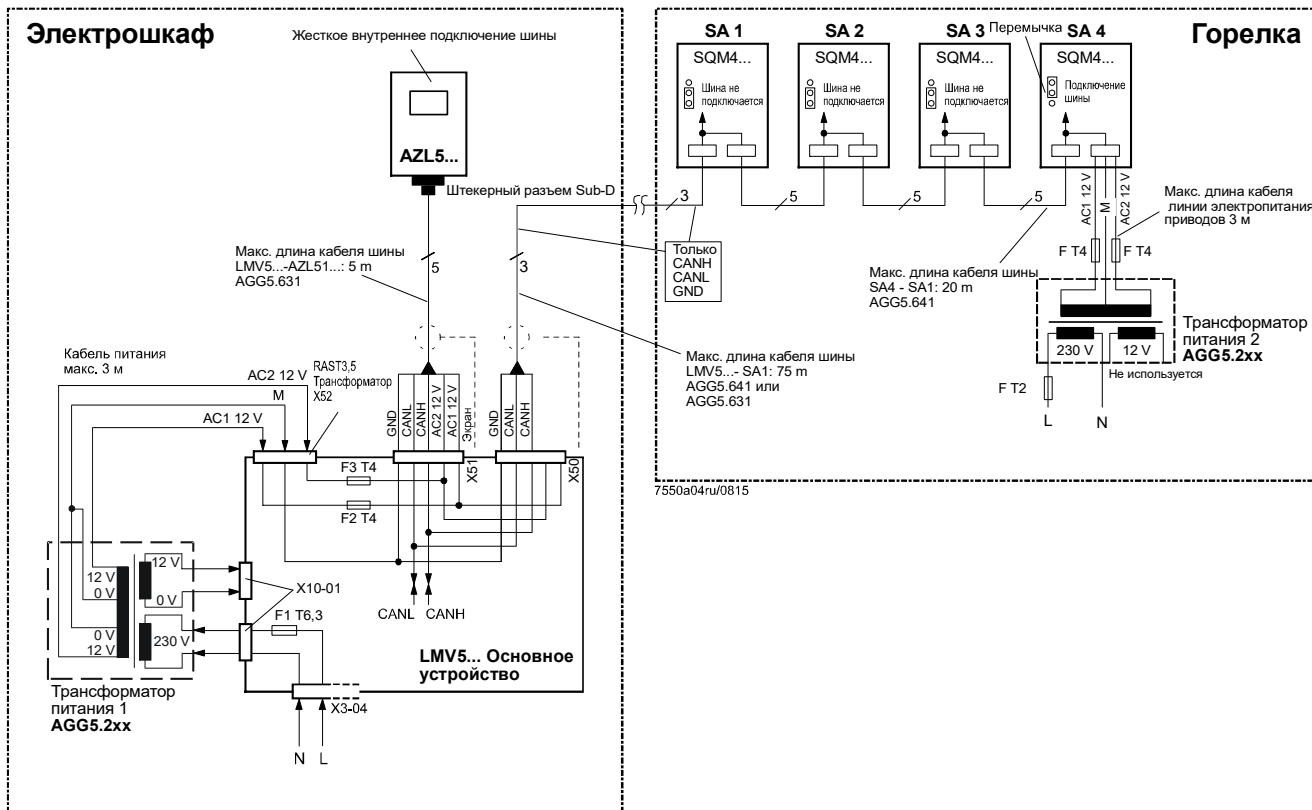 Электрошкаф
Жесткое внутреннее подключение шины
AZL5...
Штекерный разъем Sub-D
Макс. длина кабеля шины
LMV5...-AZL51...: 5 m
AGG5.631
5
3
Кабель питания
макс. 3 м
AC2 12 V
M
AC1 12 V
RAST3,5
Трансформатор
X52
GND
CANL
CANH
AC2 12 V
AC1 12 V
Экран
X51
GND
CANL
CANH
X50
F3 T4
F2 T4
12 V
0 V
0 V
12 V
12 V
0 V
230 V
X10-01
F1 T6,3
CANL
CANH
LMV5... Основное
устройство
Трансформатор
питания 1
AGG5.2xx
X3-04
N
L
Горелка
SA 1
SA 2
SA 3
Перемычка
SA 4
SQM4...
SQM4...
SQM4...
SQM4...
Шина не
подключается
Шина не
подключается
Шина не
подключается
Подключение
шины
3
5
5
5
Только
CANH
CANL
GND
Макс. длина кабеля шины
LMV5...- SA1: 75 m
AGG5.641 или
AGG5.631
Макс. длина кабеля шины
SA4 - SA1: 20 m
AGG5.641
AC1 12 V
M
AC2 12 V
Макс. длина кабеля
линии электропитания
приводов 3 м
F T4
F T4
230 V
12 V
Трансформатор
питания 2
AGG5.2xx
Не используется
F T2
L
N
7550a04ru/0815